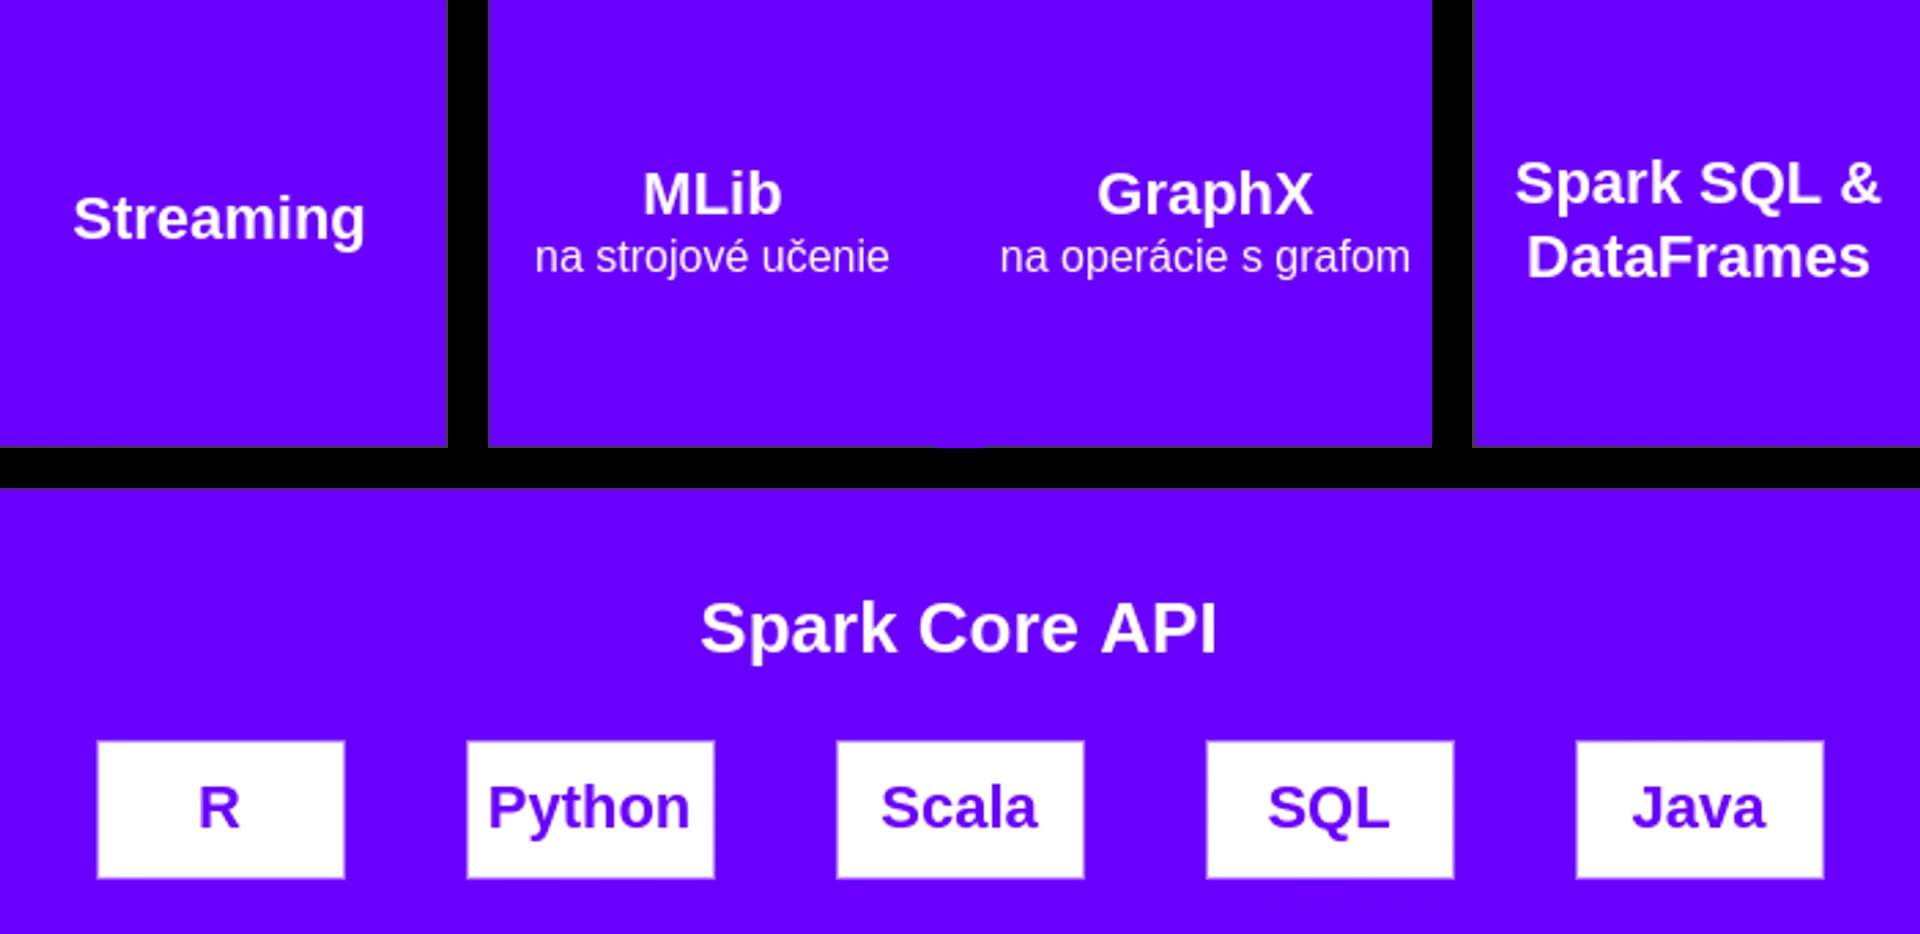 Streaming
MLib
na strojové učenie
GraphX
na operácie s grafom
Spark SQL &
DataFrames
Spark Core API
R
Python
Scala
SQL
Java